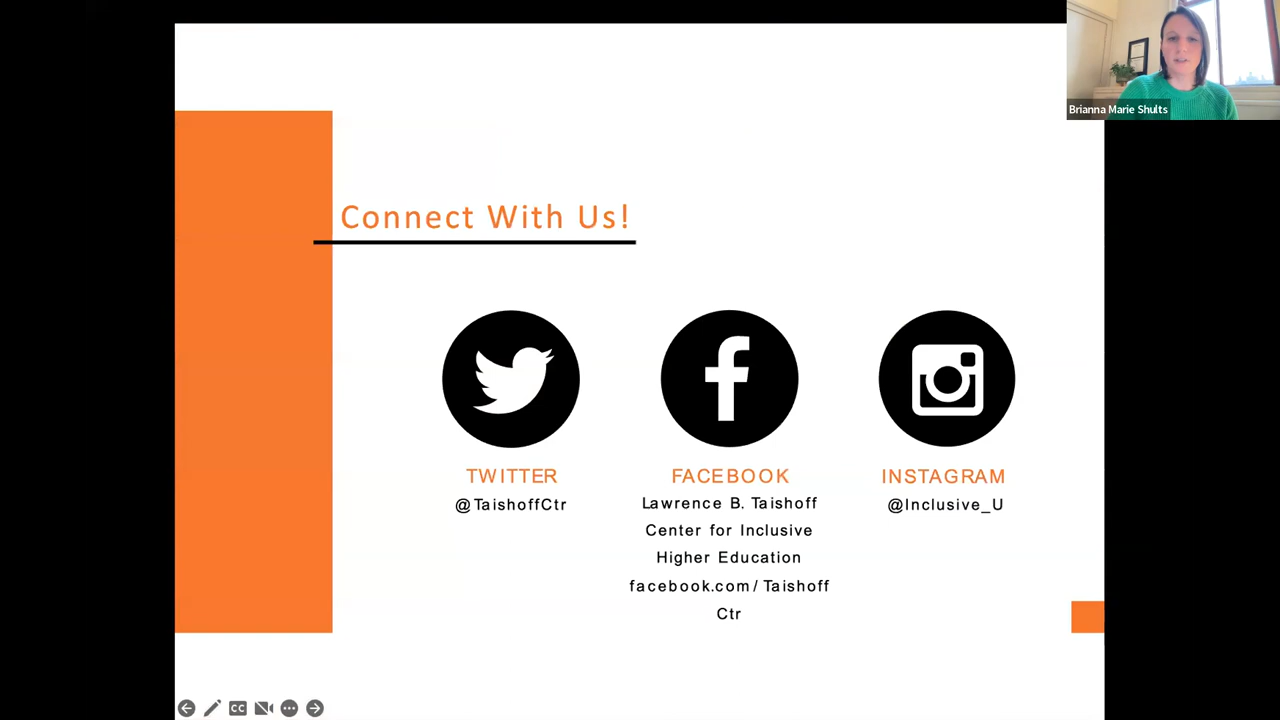 Brianna Marie Shults
Connect With Us!
TWITTER
@TaishoffCtr
FACEBOOK
Lawrence B. Taishoff
Center for Inclusive
Higher Education
facebook.com/Taishoff
Ctr
INSTAGRAM
@Inclusive_U
CC